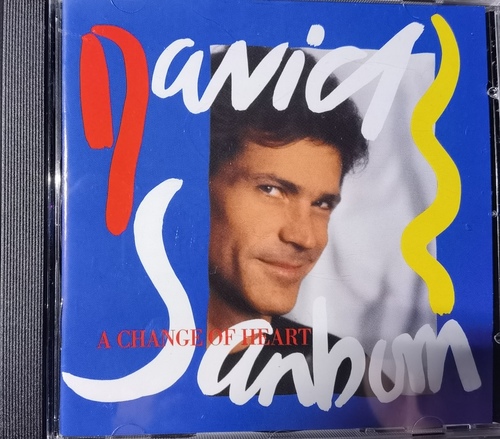 David
Sanborn
A CHANGE OF HEART